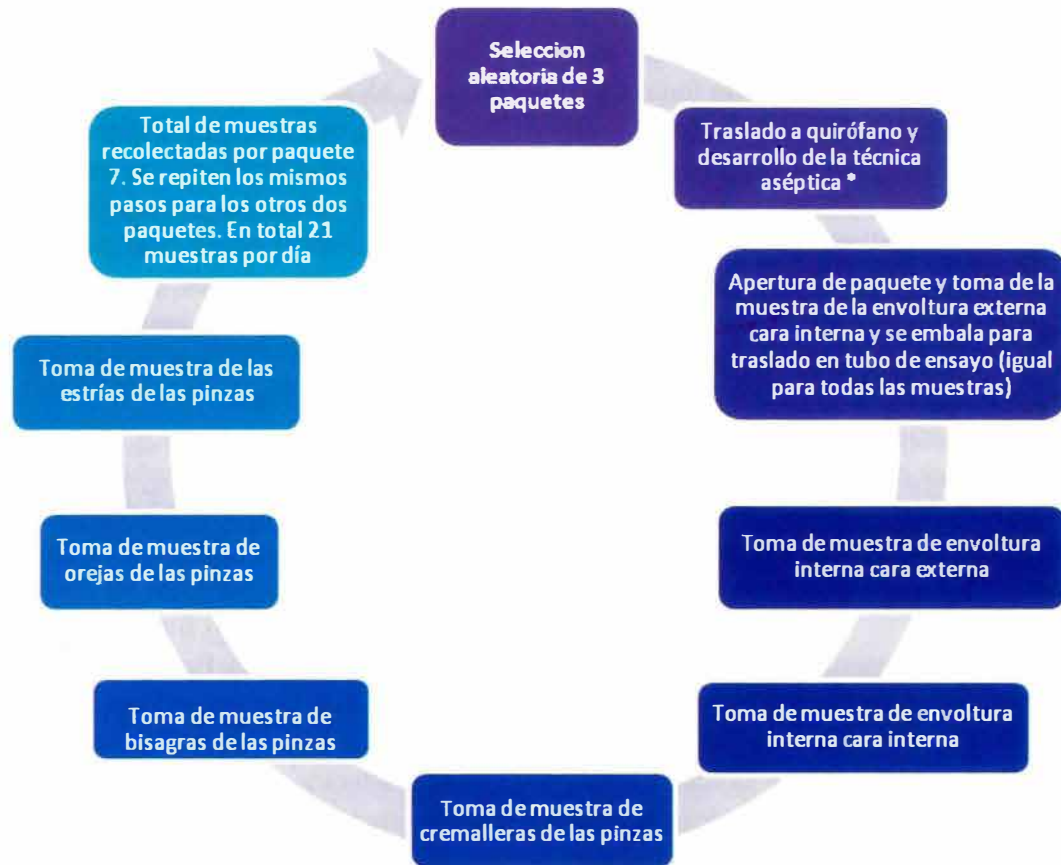 Seleccion
aleatoria de 3
paquetes
Traslado a quirófano y
desarrollo de la técnica
aséptica *
Apertura de paquete y toma de la
muestra de la envoltura externa
cara interna y se embala para
traslado en tubo de ensayo (igual
para todas las muestras)
Toma de muestra de envoltura
interna cara externa
Toma de muestra de envoltura
interna cara interna
Toma de muestra de
cremalleras de las pinzas
Toma de muestra de
bisagras de las pinzas
Toma de muestra de
orejas de las pinzas
Toma de muestra de las
estrías de las pinzas
Total de muestras
recolectadas por paquete
7. Se repiten los mismos
pasos para los otros dos
paquetes. En total 21
muestras por día